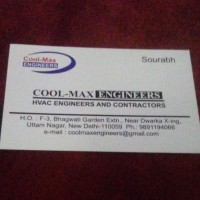 Cool-Max
ENGINEERS
Sourabh
COOL-MAX ENGINEERS
HVAC ENGINEERS AND CONTRACTORS
H.O. : F-3, Bhagwati Garden Extn., Near Dwarka X-ing,
Uttam Nagar, New Delhi-110059 Ph: 9891194066
e-mail : coolmaxengineers@gmail.com